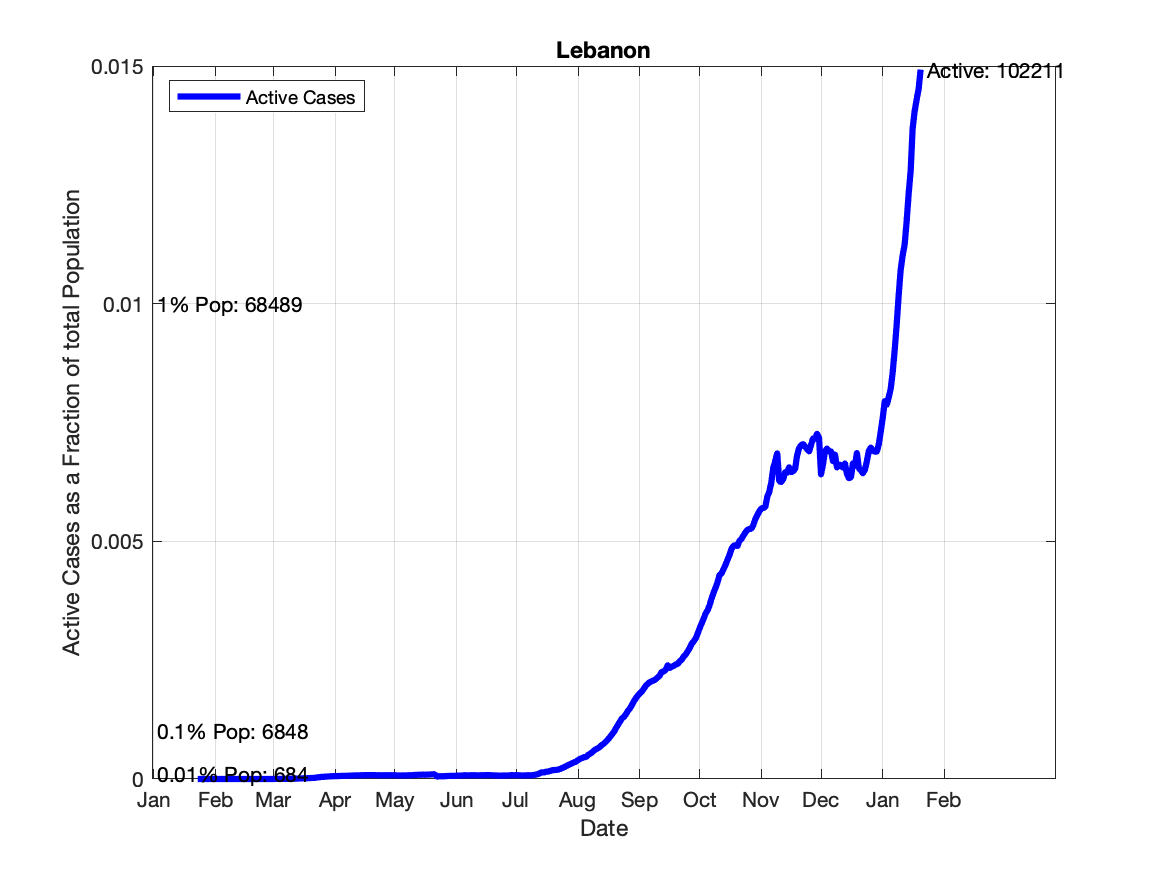 Lebanon
0.015
Active: 102211
Active Cases
Active Cases as a Fraction of total Population
0.01
1% Pop: 68489
0.005
0.1% Pop: 6848
0.01% Pop: 684
0
Jan Feb Mar Apr May Jun Jul Aug Sep Oct Nov Dec Jan Feb
Date